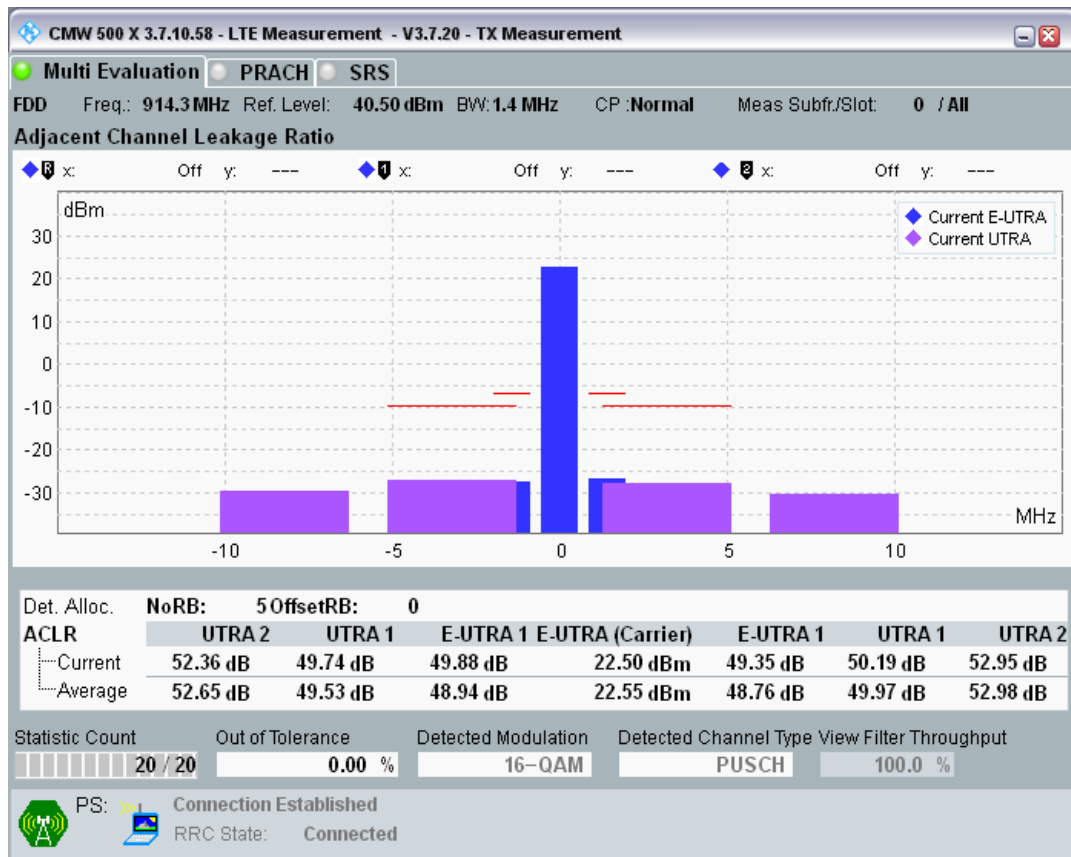 CMW 500 X 3.7.10.58 - LTE Measurement - V3.7.20 - TX Measurement
Multi Evaluation PRACH SRS
FDD Freq.: 914.3 MHz Ref. Level: 40.50 dBm BW: 1.4 MHz CP :Normal Meas Subfr./Slot: 0 / All
Adjacent Channel Leakage Ratio
R x: Off y: --- 1 x: Off y: --- 2 x: Off y: ---
dBm
Current E-UTRA
Current UTRA
30
20
10
0
-10
-20
-30
MHz
-10 -5 0 5 10
Det. Alloc. NoRB: 5 OffsetRB: 0
ACLR UTRA 2 UTRA 1 E-UTRA 1 E-UTRA (Carrier) E-UTRA 1 UTRA 1 UTRA 2
Current 52.36 dB 49.74 dB 49.88 dB 22.50 dBm 49.35 dB 50.19 dB 52.95 dB
Average 52.65 dB 49.53 dB 48.94 dB 22.55 dBm 48.76 dB 49.97 dB 52.98 dB
Statistic Count Out of Tolerance Detected Modulation Detected Channel Type View Filter Throughput
20 / 20 0.00 % 16-QAM PUSCH 100.0 %
PS: Connection Established
RRC State: Connected